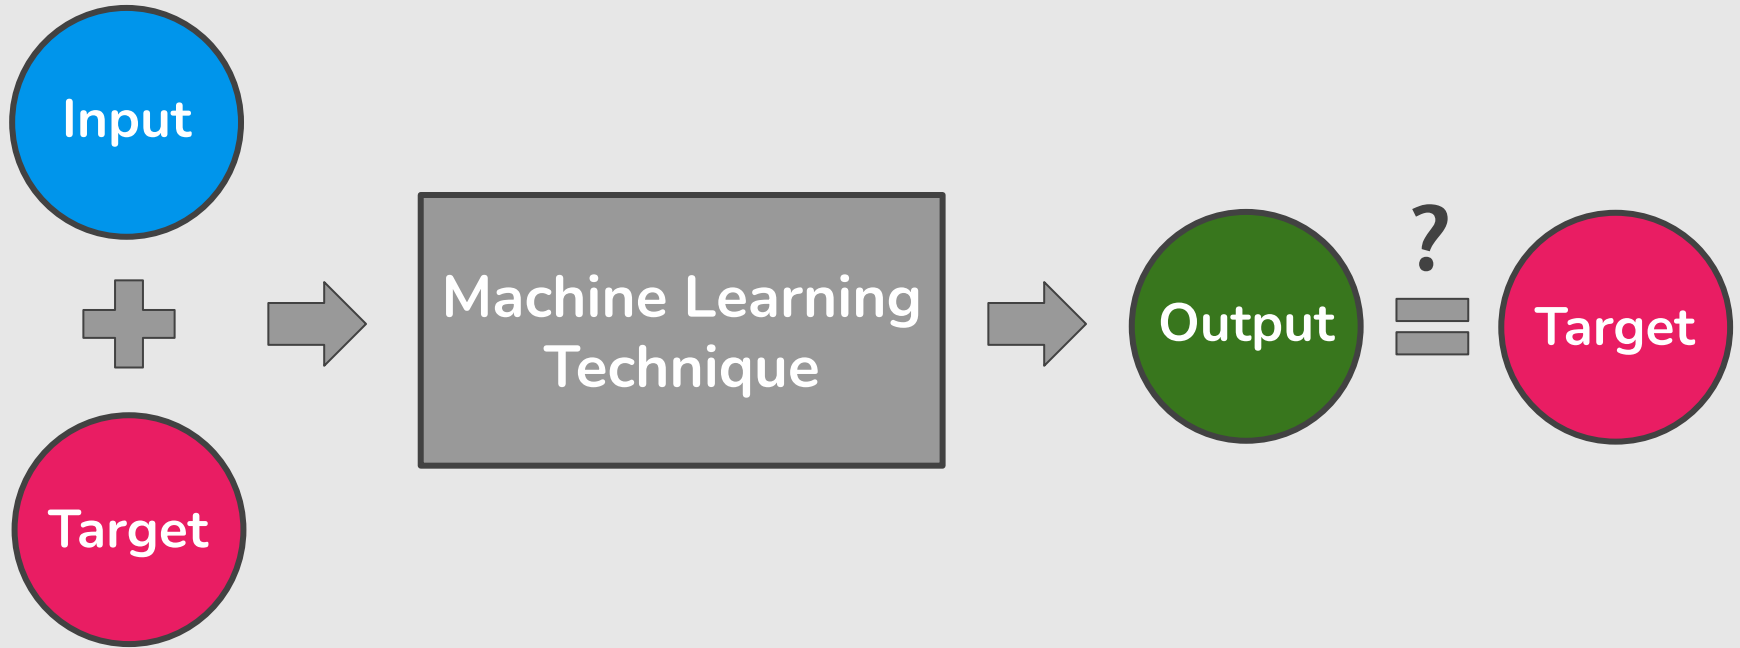 Input
Target
Machine Learning
Technique
Output
?
Target